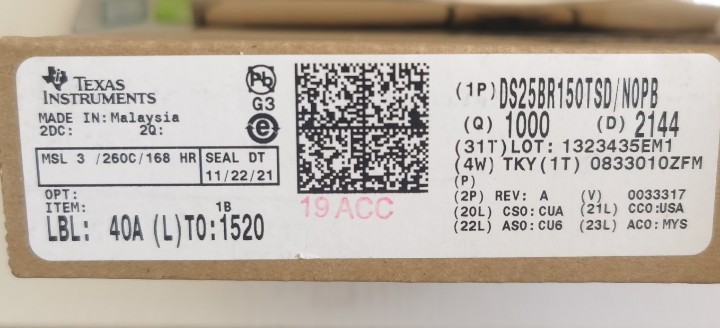 TEXAS
INSTRUMENTS
MADE IN: Malaysia
2DC: 2Q:
Pb
G3
e
MSL 3 /260C/168 HR
SEAL DT
11/22/21
OPT:
ITEM: 1B
LBL: 40A (L)TO:1520
19 ACC
(1P) DS25BR150TSD/NOPB
(Q) 1000 (D) 2144
(31T)LOT: 1323435EM1
(4W) TKY(1T) 0833010ZFM
(P)
(2P) REV: A (V) 0033317
(20L) CSO:CUA (21L) CCO:USA
(22L) ASO:CU6 (23L) ACO:MYS